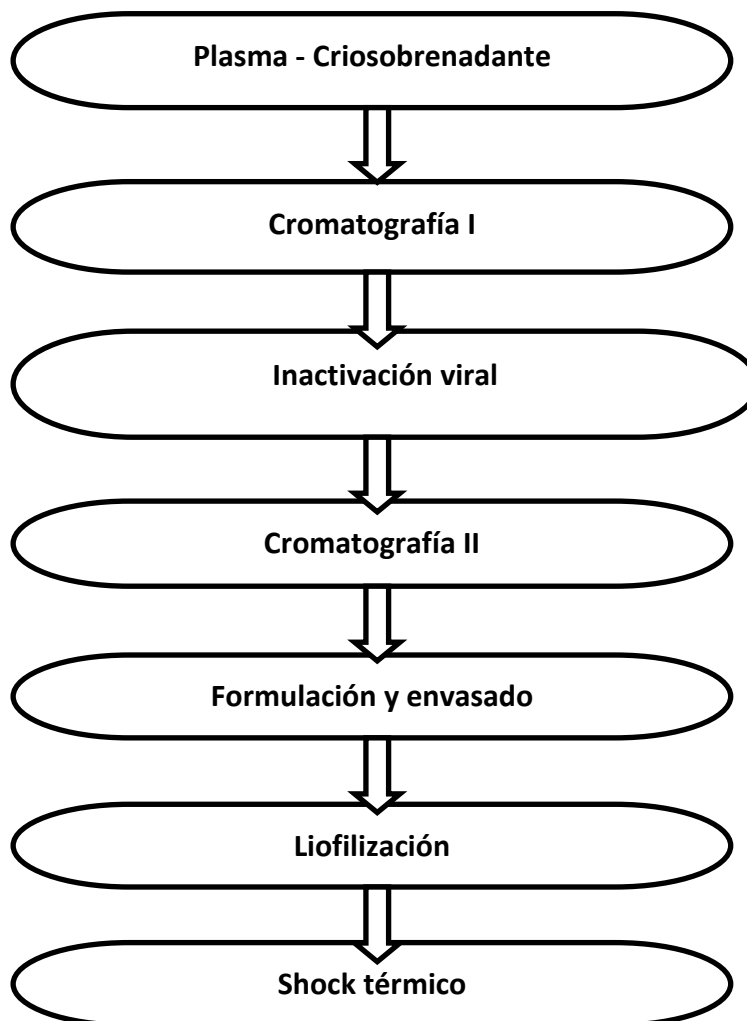 Plasma - Criosobrenadante
Cromatografía I
Inactivación viral
Cromatografía II
Formulación y envasado
Liofilización
Shock térmico